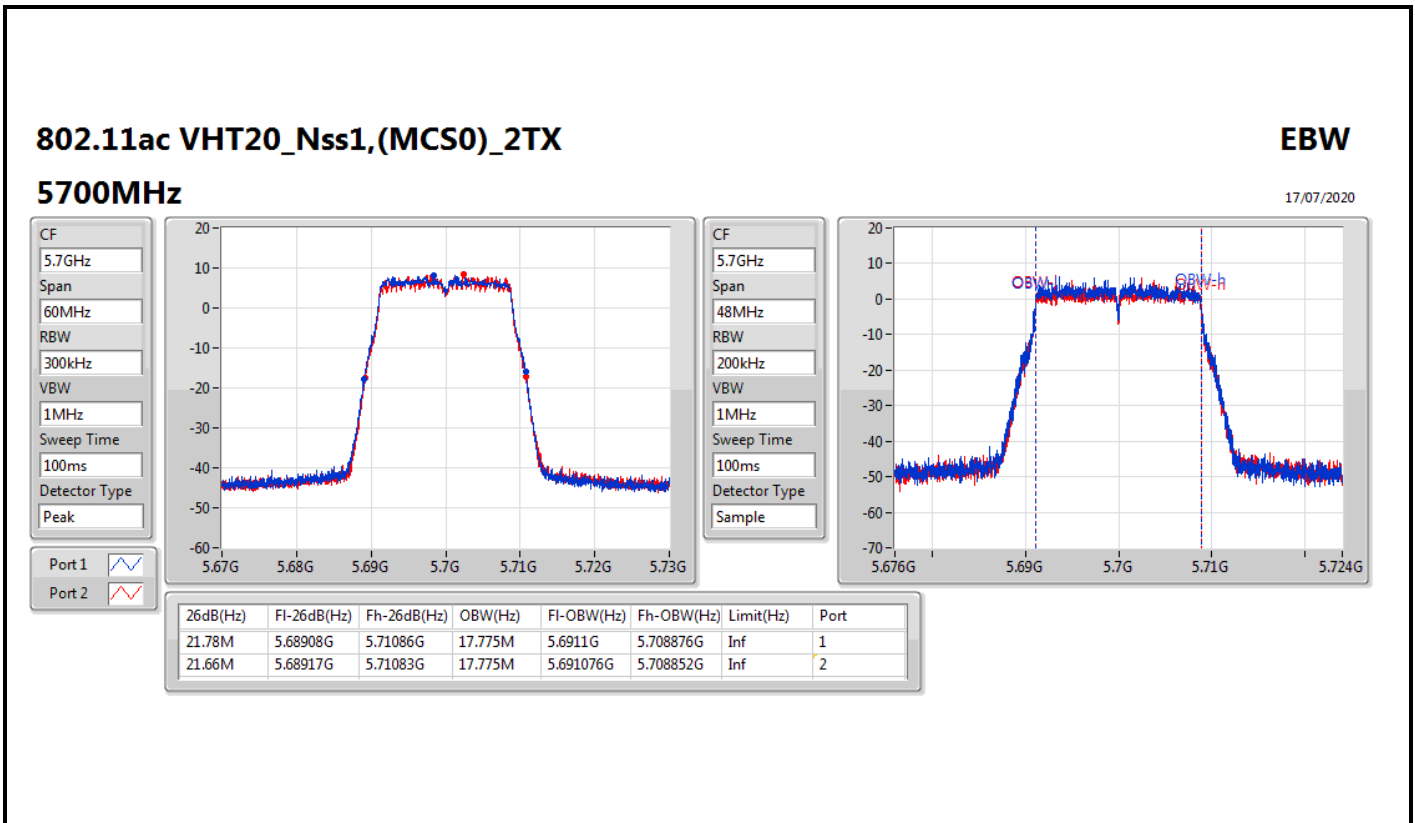 802.11ac VHT20_Nss1,(MCS0)_2TX
EBW
5700MHz
17/07/2020
CF
5.7GHz
Span
60MHz
RBW
300kHz
VBW
1MHz
Sweep Time
100ms
Detector Type
Peak
Port 1
Port 2
20
10
0
-10
-20
-30
-40
-50
-60
5.67G 5.68G 5.69G 5.7G 5.71G 5.72G 5.73G
CF
5.7GHz
Span
48MHz
RBW
200kHz
VBW
1MHz
Sweep Time
100ms
Detector Type
Sample
20
10
0
-10
-20
-30
-40
-50
-60
-70
OBW-l OBW-h
5.676G 5.69G 5.7G 5.71G 5.724G
26dB(Hz) Fl-26dB(Hz) Fh-26dB(Hz) OBW(Hz) Fl-OBW(Hz) Fh-OBW(Hz) Limit(Hz) Port
21.78M 5.68908G 5.71086G 17.775M 5.6911G 5.708876G Inf 1
21.66M 5.68917G 5.71083G 17.775M 5.691076G 5.708852G Inf 2